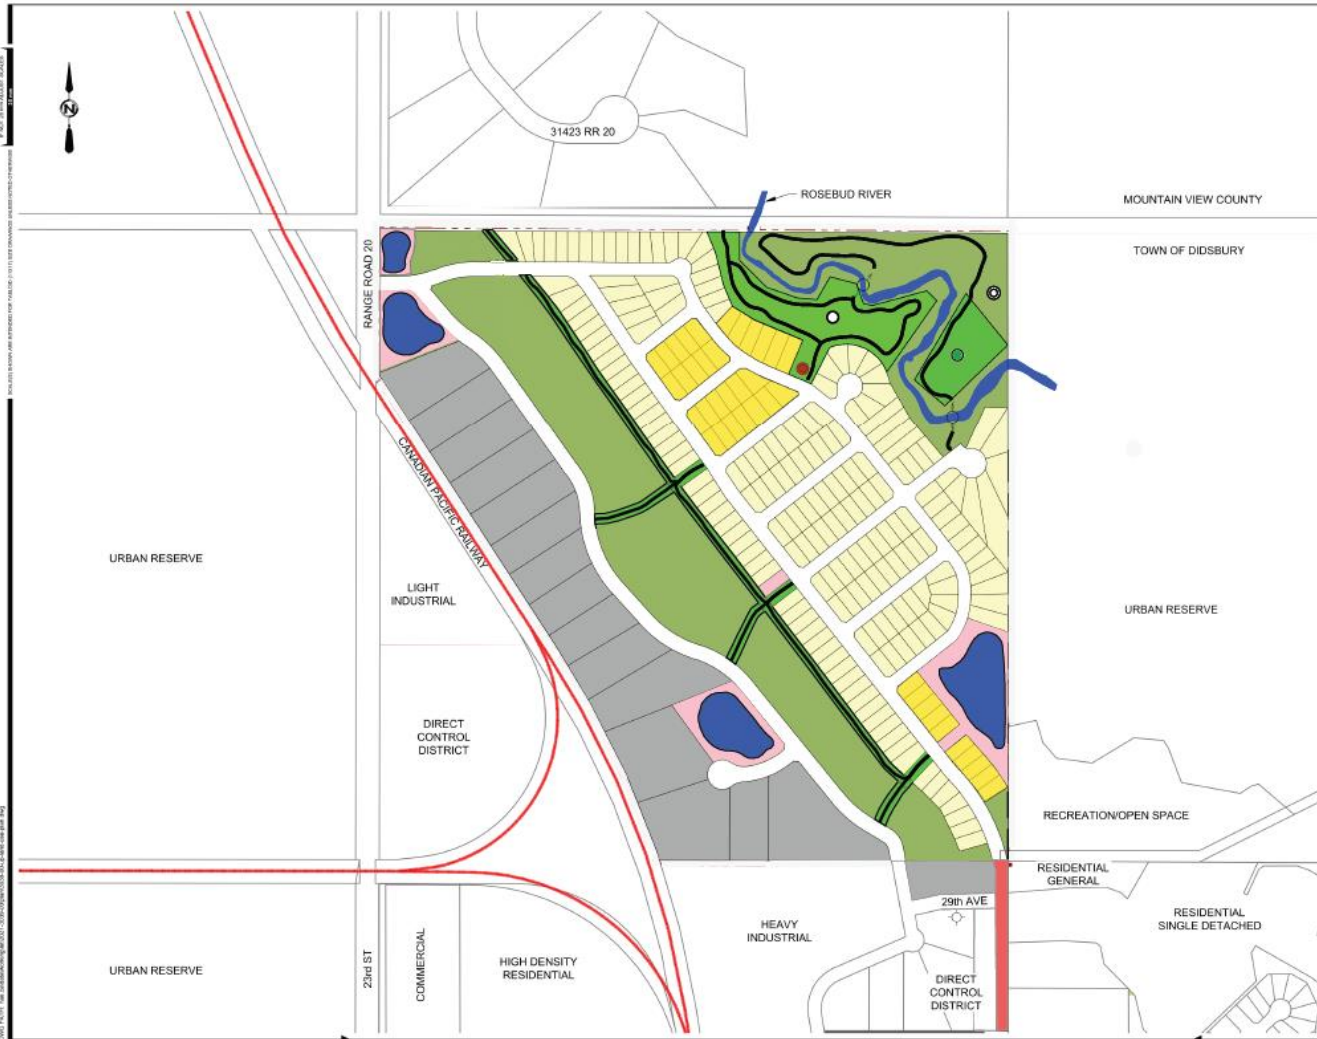 N
31423 RR 20
ROSEBUD RIVER
MOUNTAIN VIEW COUNTY
TOWN OF DIDSBURY
RANGE ROAD 20
CANADIAN PACIFIC RAILWAY
URBAN RESERVE
LIGHT
INDUSTRIAL
URBAN RESERVE
DIRECT
CONTROL
DISTRICT
RECREATION/OPEN SPACE
RESIDENTIAL
GENERAL
29th AVE
RESIDENTIAL
SINGLE DETACHED
HEAVY
INDUSTRIAL
URBAN RESERVE
23rd ST
COMMERCIAL
HIGH DENSITY
RESIDENTIAL
DIRECT
CONTROL
DISTRICT